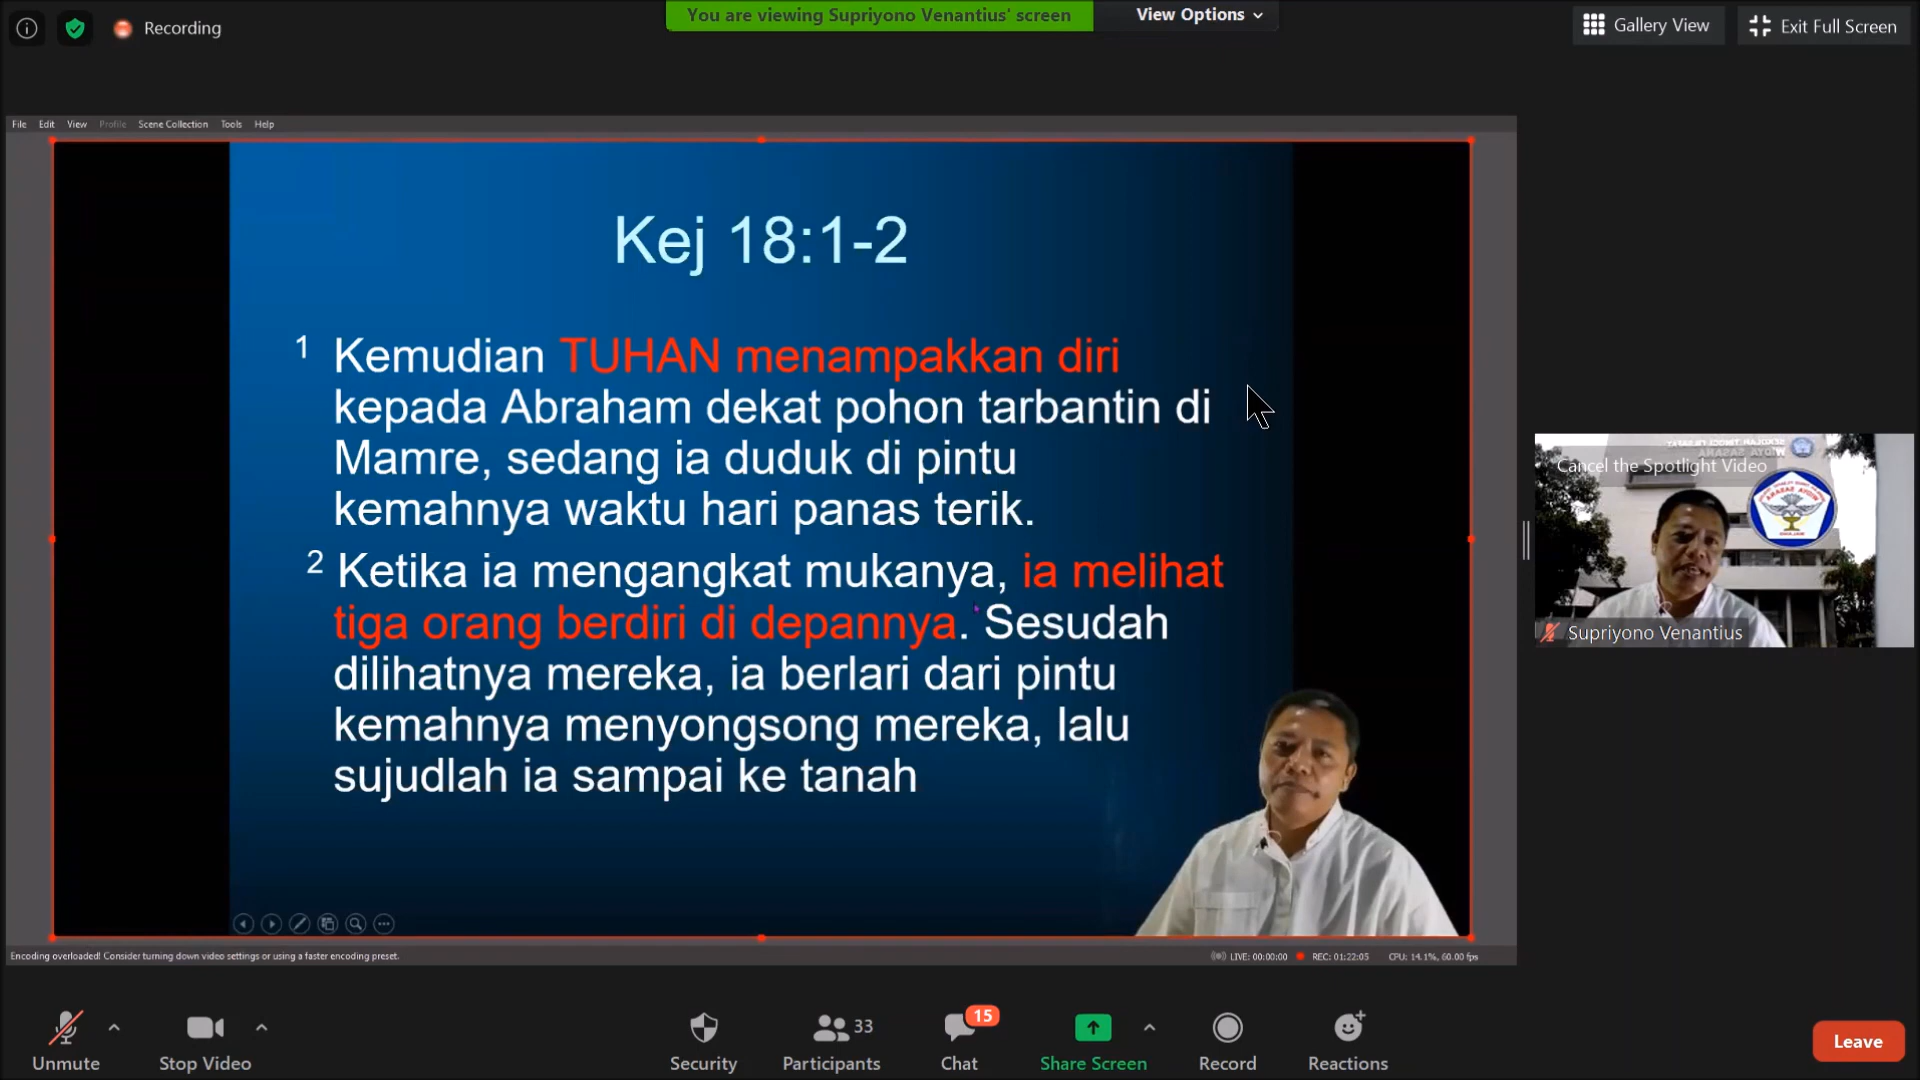 Recording
You are viewing Supriyono Venantius' screen
View Options
Gallery View
Exit Full Screen
File Edit View Profile Scene Collection Tools Help
Kej 18:1-2
1 Kemudian TUHAN menampakkan diri
kepada Abraham dekat pohon tarbantin di
Mamre, sedang ia duduk di pintu
kemahnya waktu hari panas terik.
2 Ketika ia mengangkat mukanya, ia melihat
tiga orang berdiri di depannya. Sesudah
dilihatnya mereka, ia berlari dari pintu
kemahnya menyongsong mereka, lalu
sujudlah ia sampai ke tanah
Encoding overloaded! Consider turning down video settings or using a faster encoding preset.
LIVE: 00:00:00 REC: 01:22:05 CPU: 14.1%, 60.00 fps
Cancel the Spotlight Video
Supriyono Venantius
Unmute
Stop Video
Security
33
Participants
15
Chat
Share Screen
Record
Reactions
Leave